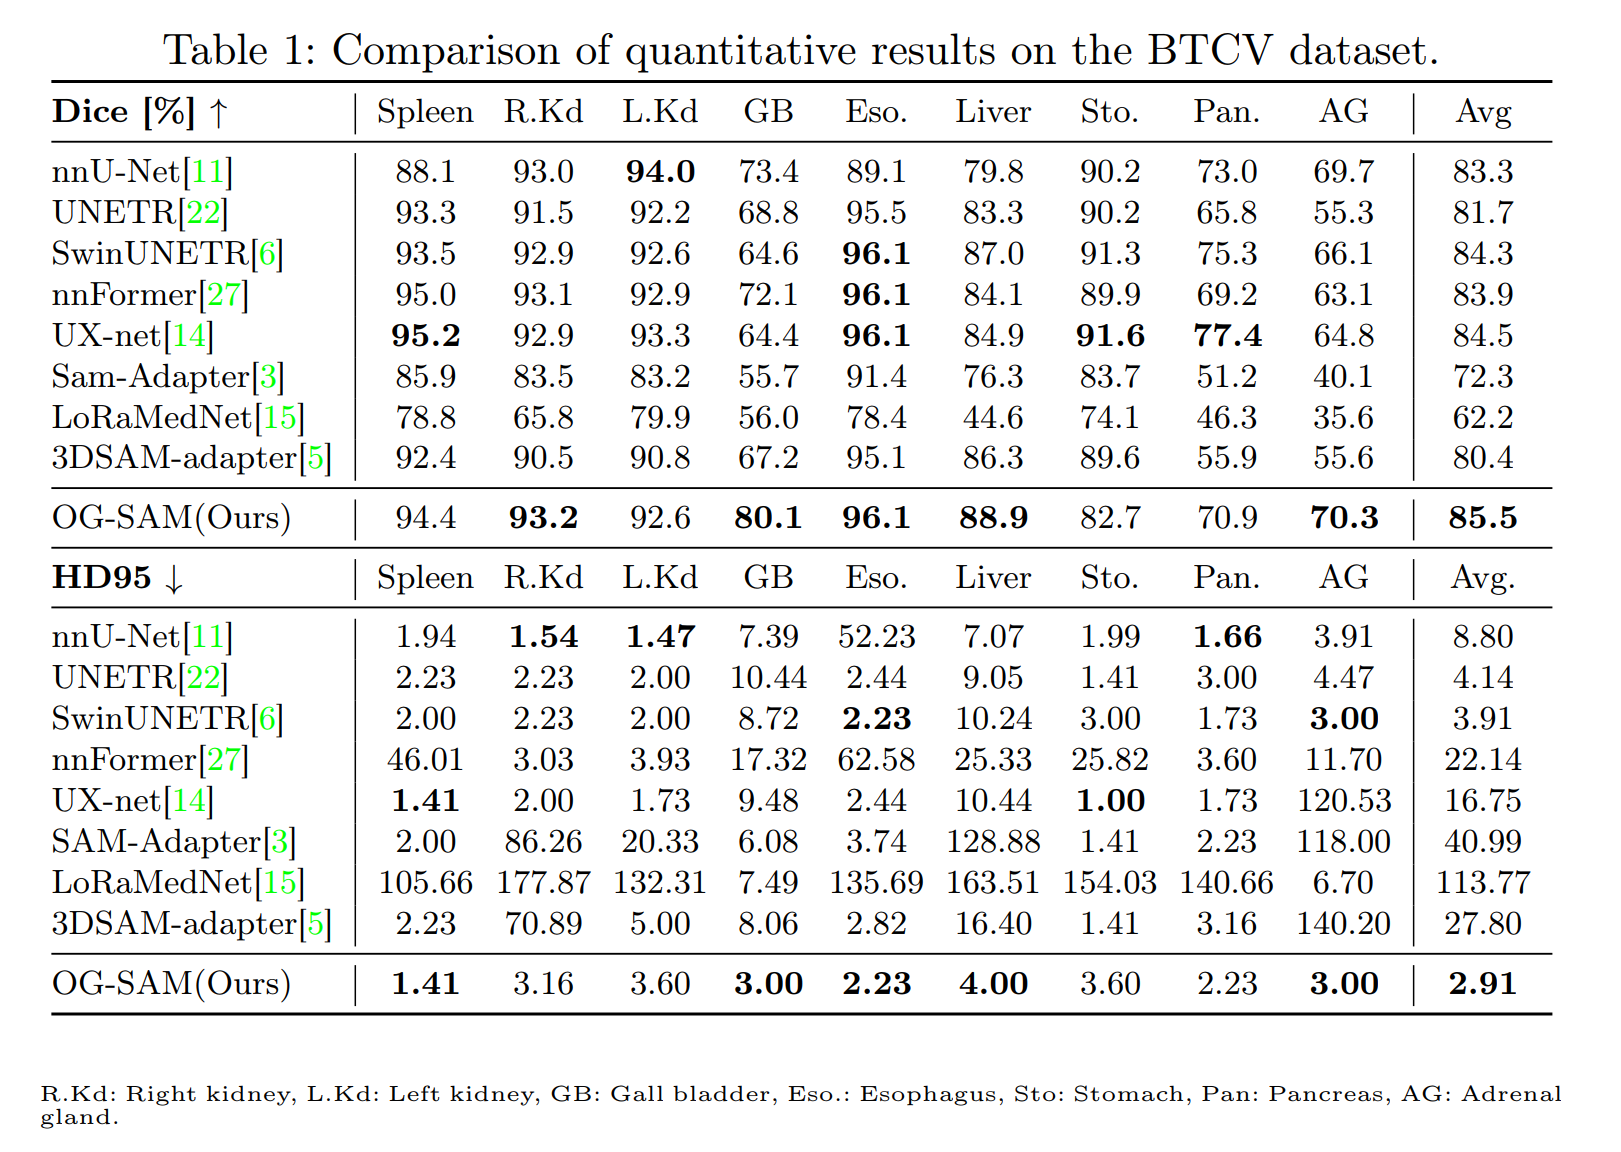 Table 1: Comparison of quantitative results on the BTCV dataset.
Dice [%] ↑ Spleen R.Kd L.Kd GB Eso. Liver Sto. Pan. AG Avg
nnU-Net[11] 88.1 93.0 94.0 73.4 89.1 79.8 90.2 73.0 69.7 83.3
UNETR[22] 93.3 91.5 92.2 68.8 95.5 83.3 90.2 65.8 55.3 81.7
SwinUNETR[6] 93.5 92.9 92.6 64.6 96.1 87.0 91.3 75.3 66.1 84.3
nnFormer[27] 95.0 93.1 92.9 72.1 96.1 84.1 89.9 69.2 63.1 83.9
UX-net[14] 95.2 92.9 93.3 64.4 96.1 84.9 91.6 77.4 64.8 84.5
Sam-Adapter[3] 85.9 83.5 83.2 55.7 91.4 76.3 83.7 51.2 40.1 72.3
LoRaMedNet[15] 78.8 65.8 79.9 56.0 78.4 44.6 74.1 46.3 35.6 62.2
3DSAM-adapter[5] 92.4 90.5 90.8 67.2 95.1 86.3 89.6 55.9 55.6 80.4
OG-SAM(Ours) 94.4 93.2 92.6 80.1 96.1 88.9 82.7 70.9 70.3 85.5
HD95 ↓ Spleen R.Kd L.Kd GB Eso. Liver Sto. Pan. AG Avg.
nnU-Net[11] 1.94 1.54 1.47 7.39 52.23 7.07 1.99 1.66 3.91 8.80
UNETR[22] 2.23 2.23 2.00 10.44 2.44 9.05 1.41 3.00 4.47 4.14
SwinUNETR[6] 2.00 2.23 2.00 8.72 2.23 10.24 3.00 1.73 3.00 3.91
nnFormer[27] 46.01 3.03 3.93 17.32 62.58 25.33 25.82 3.60 11.70 22.14
UX-net[14] 1.41 2.00 1.73 9.48 2.44 10.44 1.00 1.73 120.53 16.75
SAM-Adapter[3] 2.00 86.26 20.33 6.08 3.74 128.88 1.41 2.23 118.00 40.99
LoRaMedNet[15] 105.66 177.87 132.31 7.49 135.69 163.51 154.03 140.66 6.70 113.77
3DSAM-adapter[5] 2.23 70.89 5.00 8.06 2.82 16.40 1.41 3.16 140.20 27.80
OG-SAM(Ours) 1.41 3.16 3.60 3.00 2.23 4.00 3.60 2.23 3.00 2.91
R.Kd: Right kidney, L.Kd: Left kidney, GB: Gall bladder, Eso.: Esophagus, Sto: Stomach, Pan: Pancreas, AG: Adrenal
gland.